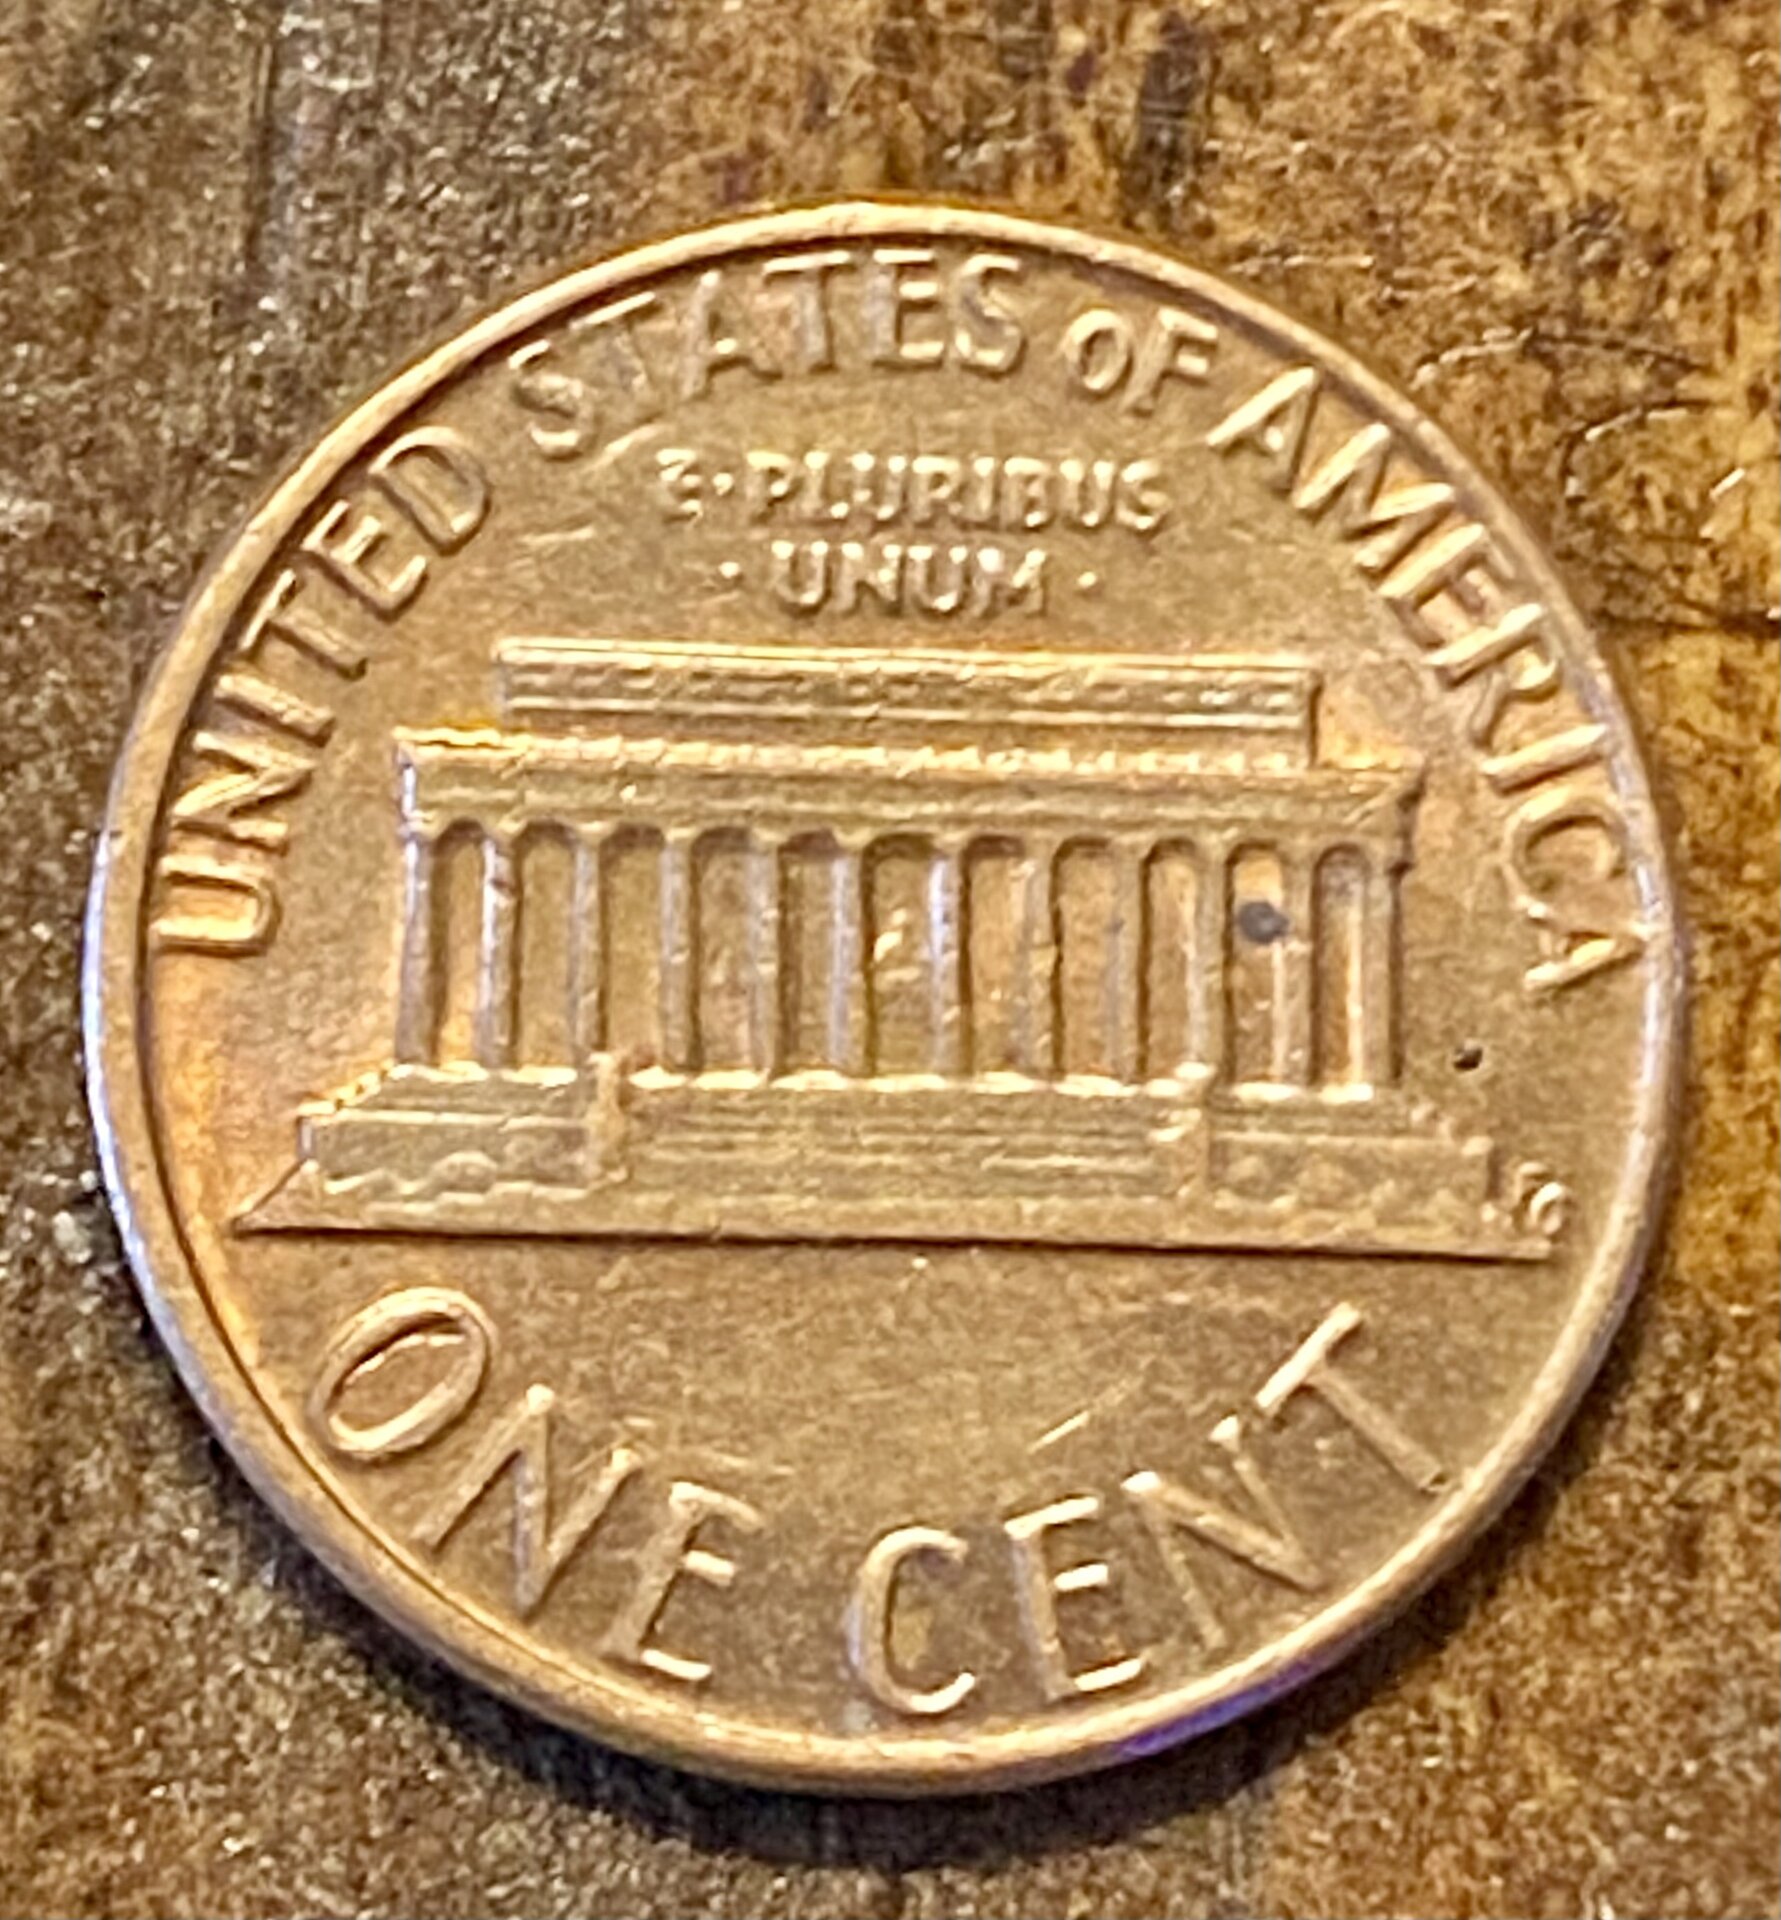 UNITED STATES OF AMERICA
E·PLURIBUS
·UNUM·
ONE CENT